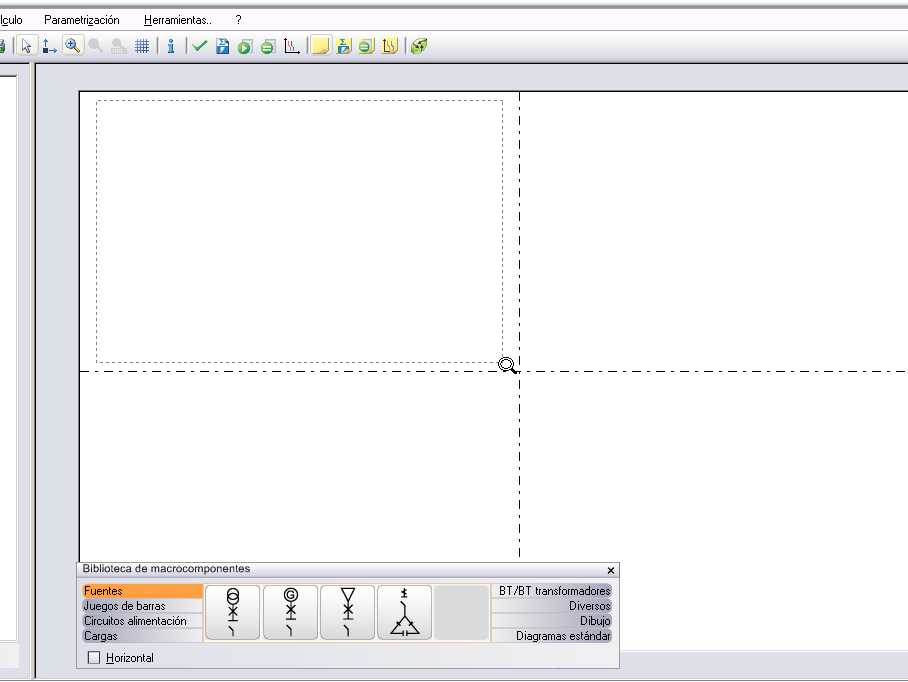 lculo Parametrización Herramientas.. ?
Biblioteca de macrocomponentes
Fuentes
Juegos de barras
Circuitos alimentación
Cargas
G
BT/BT transformadores
Diversos
Dibujo
Diagramas estándar
Horizontal